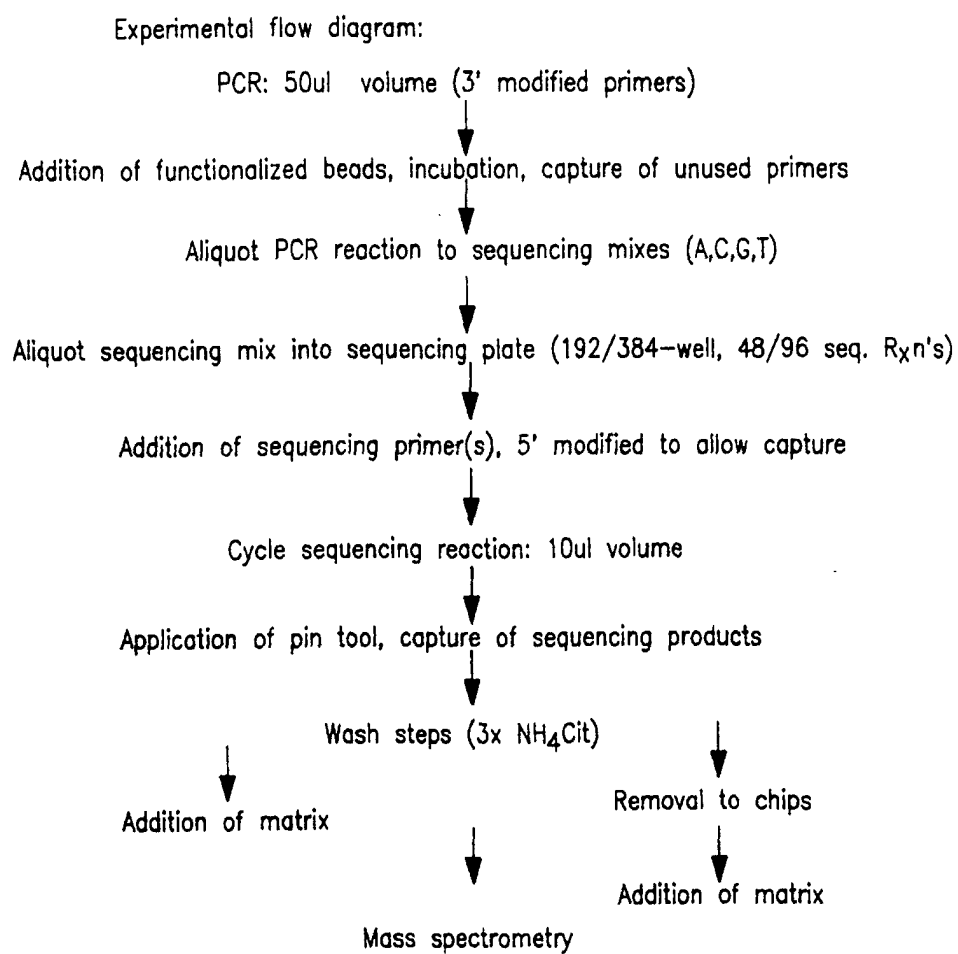 Experimental flow diagram:
PCR: 50ul volume (3' modified primers)
Addition of functionalized beads, incubation, capture of unused primers
Aliquot PCR reaction to sequencing mixes (A,C,G,T)
Aliquot sequencing mix into sequencing plate (192/384-well, 48/96 seq. RXn's)
Addition of sequencing primer(s), 5' modified to allow capture
Cycle sequencing reaction: 10ul volume
Application of pin tool, capture of sequencing products
Wash steps (3x NH4Cit)
Removal to chips
Addition of matrix
Addition of matrix
Mass spectrometry